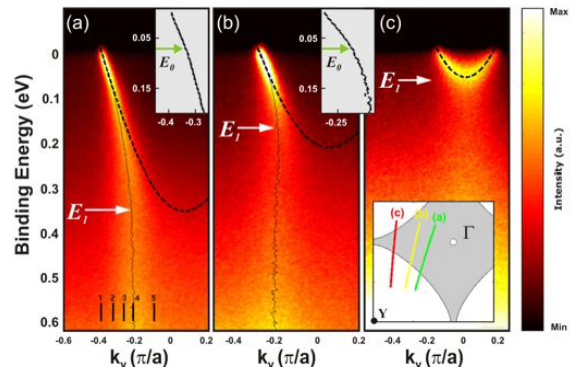 (a)
0.05
E0
0.15
-0.4 -0.3
E1
1 2 3 4 5
(b)
0.05
E0
0.15
-0.25
E1
(c)
E1
(c) (b) (a)
Γ
Y
Binding Energy (eV)
0
0.1
0.2
0.3
0.4
0.5
0.6
-0.6 -0.4 -0.2 0 0.2
-0.4 -0.2 0 0.2
-0.4 -0.2 0 0.2
ky (π/a)
ky (π/a)
ky (π/a)
Max
Intensity (a.u.)
Min